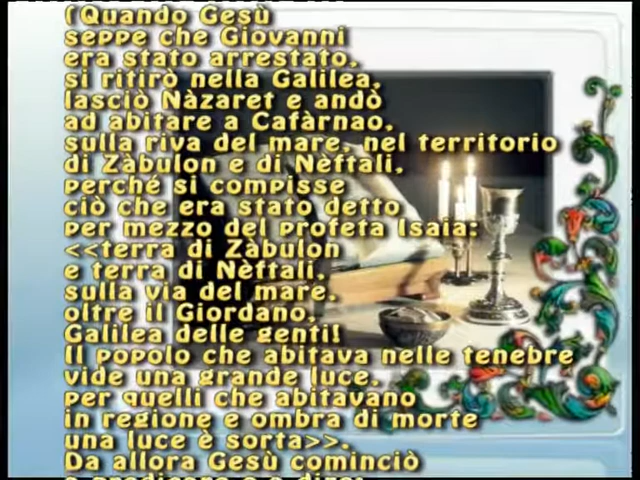 (Quando Gesù
seppe che Giovanni
era stato arrestato,
si ritirò nella Galilea,
lasciò Nàzaret e andò
ad abitare a Cafàrnao,
sulla riva del mare, nel territorio
di Zàbulon e di Nèftali,
perché si compisse
ciò che era stato detto
per mezzo del profeta Isaia:
<<terra di Zàbulon
e terra di Nèftali,
sulla via del mare,
oltre il Giordano,
Galilea delle genti!
Il popolo che abitava nelle tenebre
vide una grande luce,
per quelli che abitavano
in regione e ombra di morte
una luce è sorta>>.
Da allora Gesù cominciò
a predicare e a dire: